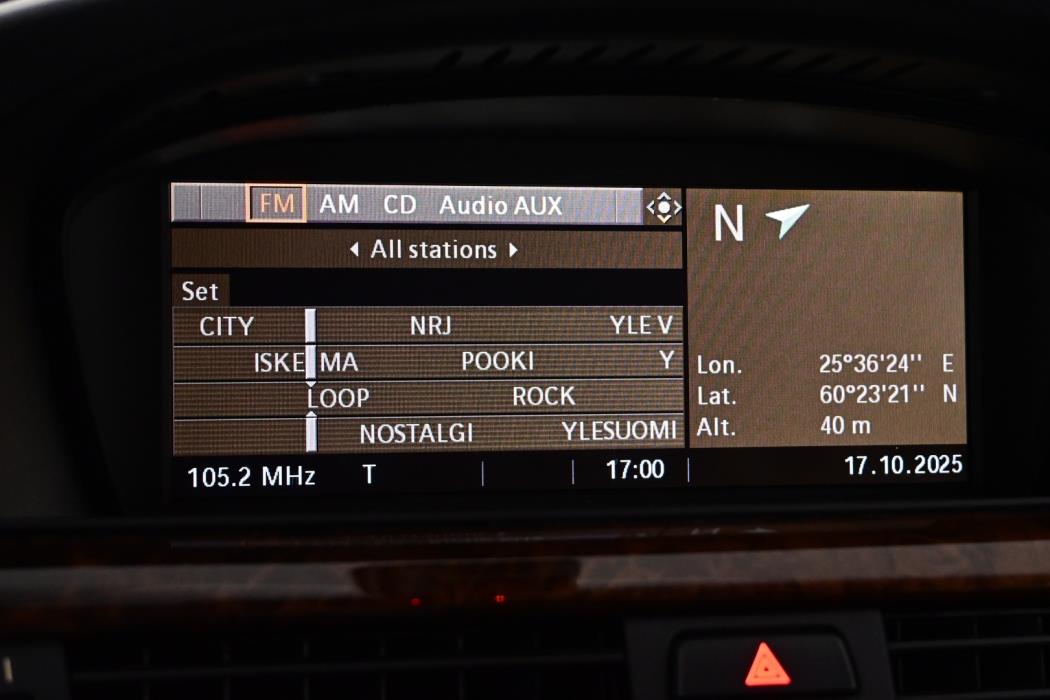 FM AM CD Audio AUX
All stations
Set
CITY NRJ YLE V
ISKE MA POOKI Y
LOOP ROCK
NOSTALGI YLESUOMI
105.2 MHz T 17:00
N
Lon. 25°36'24'' E
Lat. 60°23'21'' N
Alt. 40 m
17.10.2025